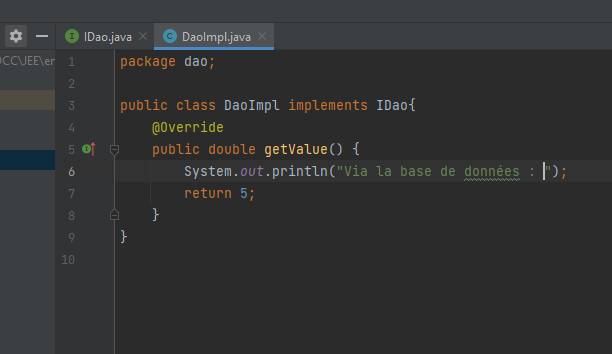 IDao.java DaoImpl.java
OCC\JEE\en
1 package dao;
2
3 public class DaoImpl implements IDao{
4 @Override
5 public double getValue() {
6 System.out.println("Via la base de données : ");
7 return 5;
8 }
9 }
10